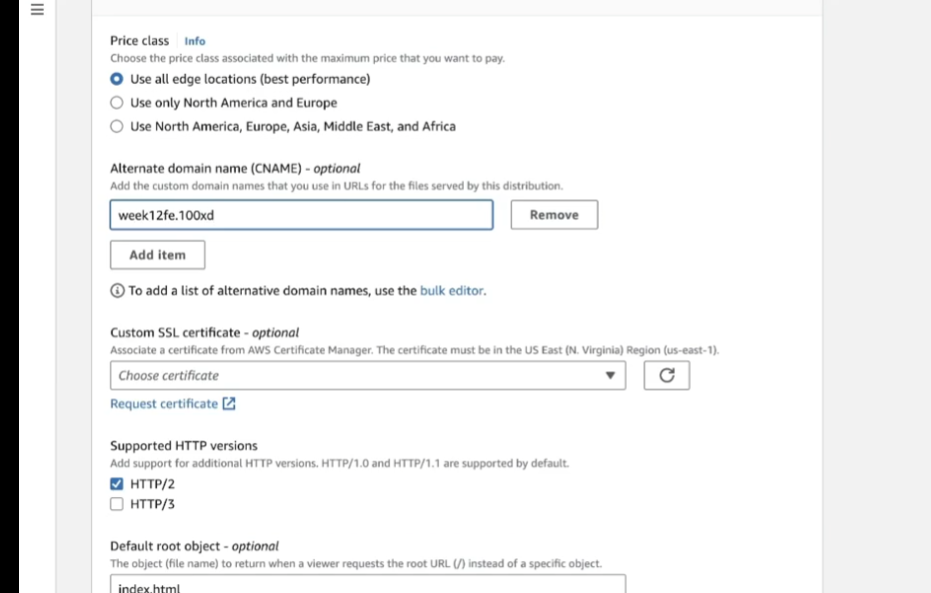 Price class Info
Choose the price class associated with the maximum price that you want to pay.
Use all edge locations (best performance)
Use only North America and Europe
Use North America, Europe, Asia, Middle East, and Africa
Alternate domain name (CNAME) - optional
Add the custom domain names that you use in URLs for the files served by this distribution.
week12fe.100xd
Remove
Add item
To add a list of alternative domain names, use the bulk editor.
Custom SSL certificate - optional
Associate a certificate from AWS Certificate Manager. The certificate must be in the US East (N. Virginia) Region (us-east-1).
Choose certificate
Request certificate
Supported HTTP versions
Add support for additional HTTP versions. HTTP/1.0 and HTTP/1.1 are supported by default.
HTTP/2
HTTP/3
Default root object - optional
The object (file name) to return when a viewer requests the root URL (/) instead of a specific object.
index.html